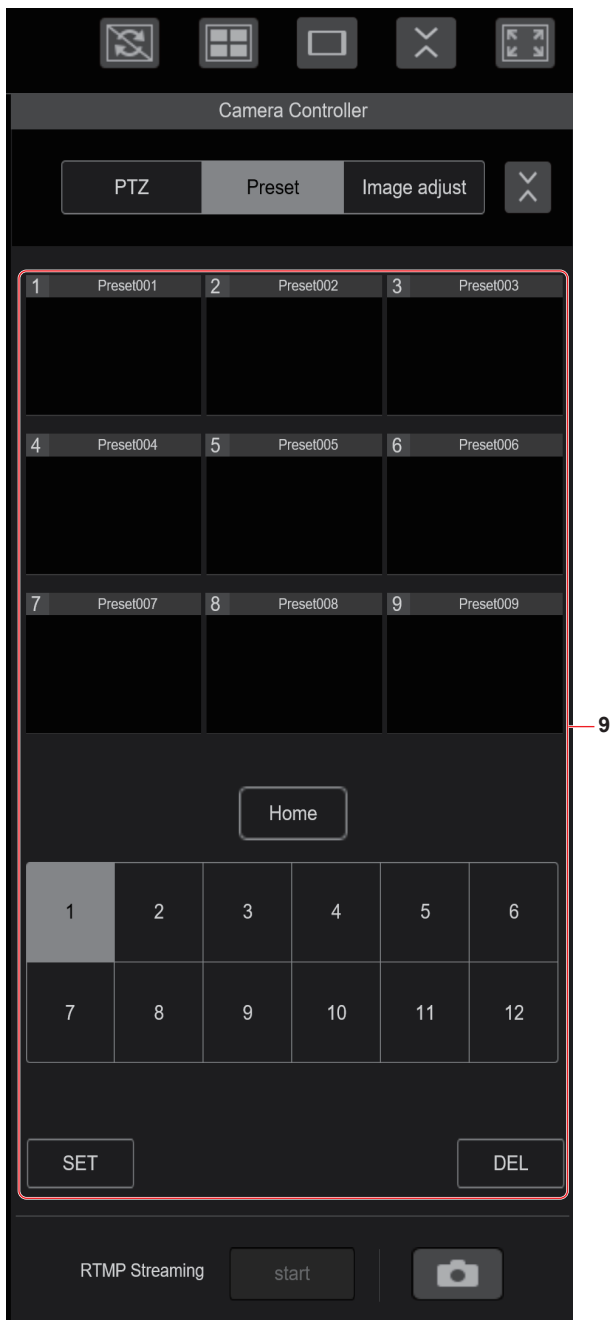 Camera Controller
PTZ Preset Image adjust
1 Preset001 2 Preset002 3 Preset003
4 Preset004 5 Preset005 6 Preset006
7 Preset007 8 Preset008 9 Preset009
9
Home
1 2 3 4 5 6
7 8 9 10 11 12
SET DEL
RTMP Streaming start